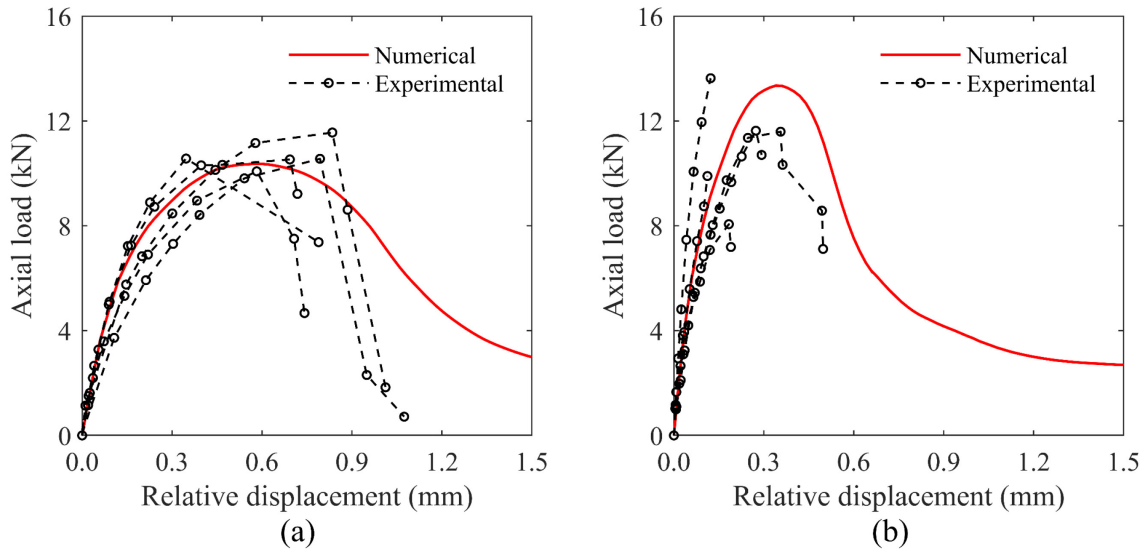 16
12
8
4
0
Axial load (kN)
Numerical
Experimental
0.0 0.3 0.6 0.9 1.2 1.5
Relative displacement (mm)
(a)
16
12
8
4
0
Axial load (kN)
Numerical
Experimental
0.0 0.3 0.6 0.9 1.2 1.5
Relative displacement (mm)
(b)